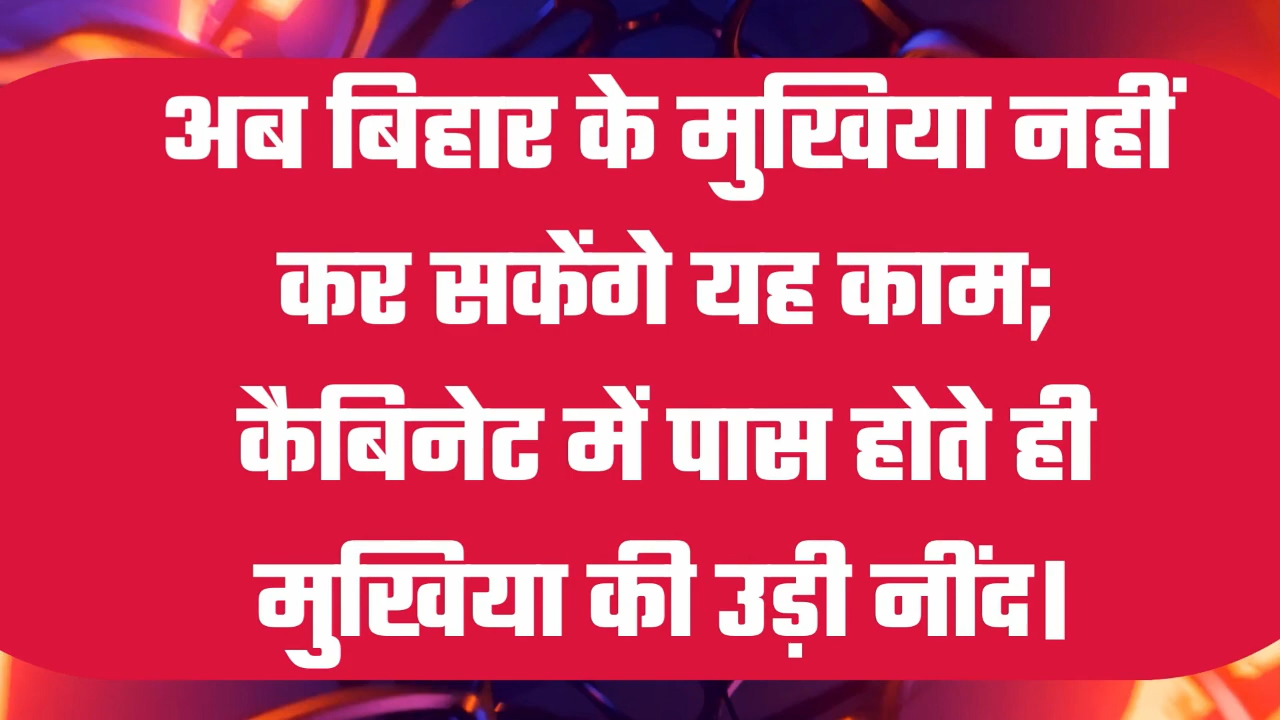 अब बिहार के मुखिया नहीं
कर सकेंगे यह काम;
कैबिनेट में पास होते ही
मुखिया की उड़ी नींद।